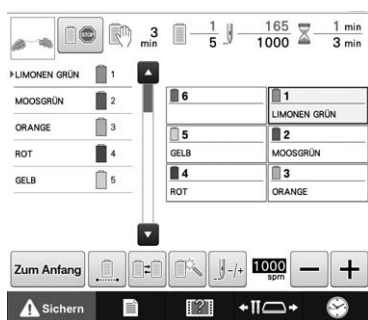 STOP 3 min 1 5 165 1000 1 min 3 min
LIMONEN GRÜN 1
MOOSGRÜN 2
ORANGE 3
ROT 4
GELB 5
6 1
LIMONEN GRÜN
5 2
GELB MOOSGRÜN
4 3
ROT ORANGE
Zum Anfang -/+ 1000 spm − +
Sichern ?